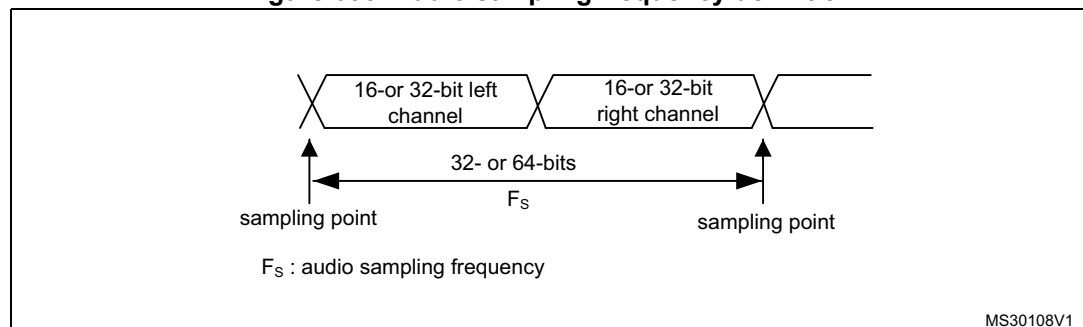 16-or 32-bit left
channel
16-or 32-bit
right channel
32- or 64-bits
FS
sampling point
sampling point
FS : audio sampling frequency
MS30108V1